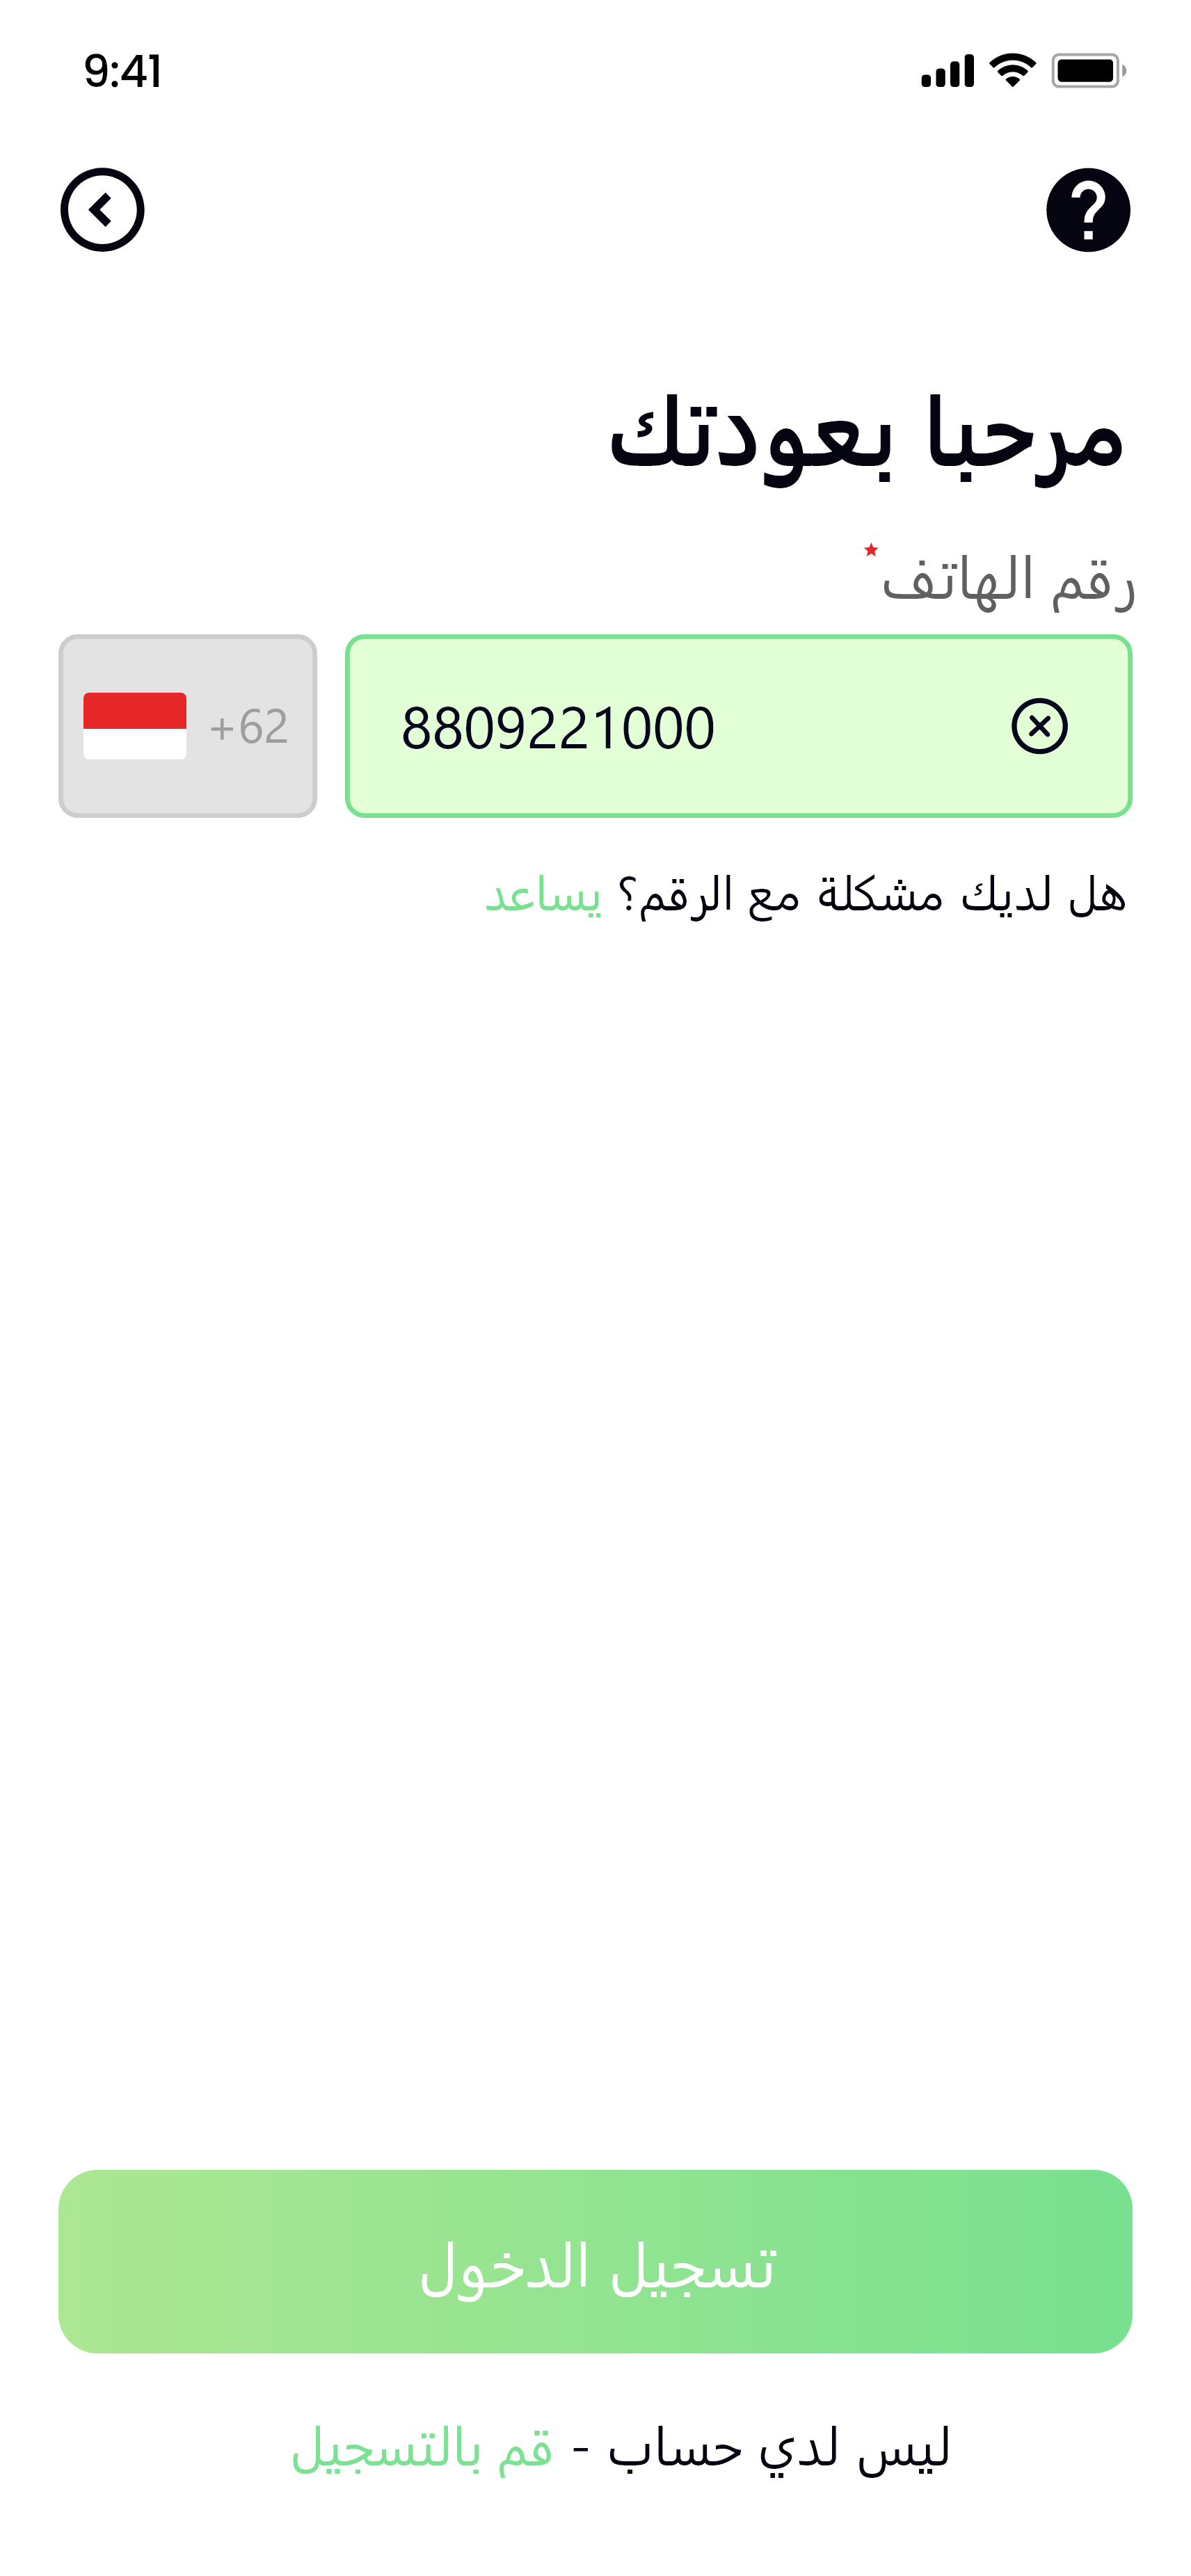 9:41
مرحبا بعودتك
رقم الهاتف
+62
8809221000
هل لديك مشكلة مع الرقم؟ يساعد
تسجيل الدخول
ليس لدي حساب - قم بالتسجيل